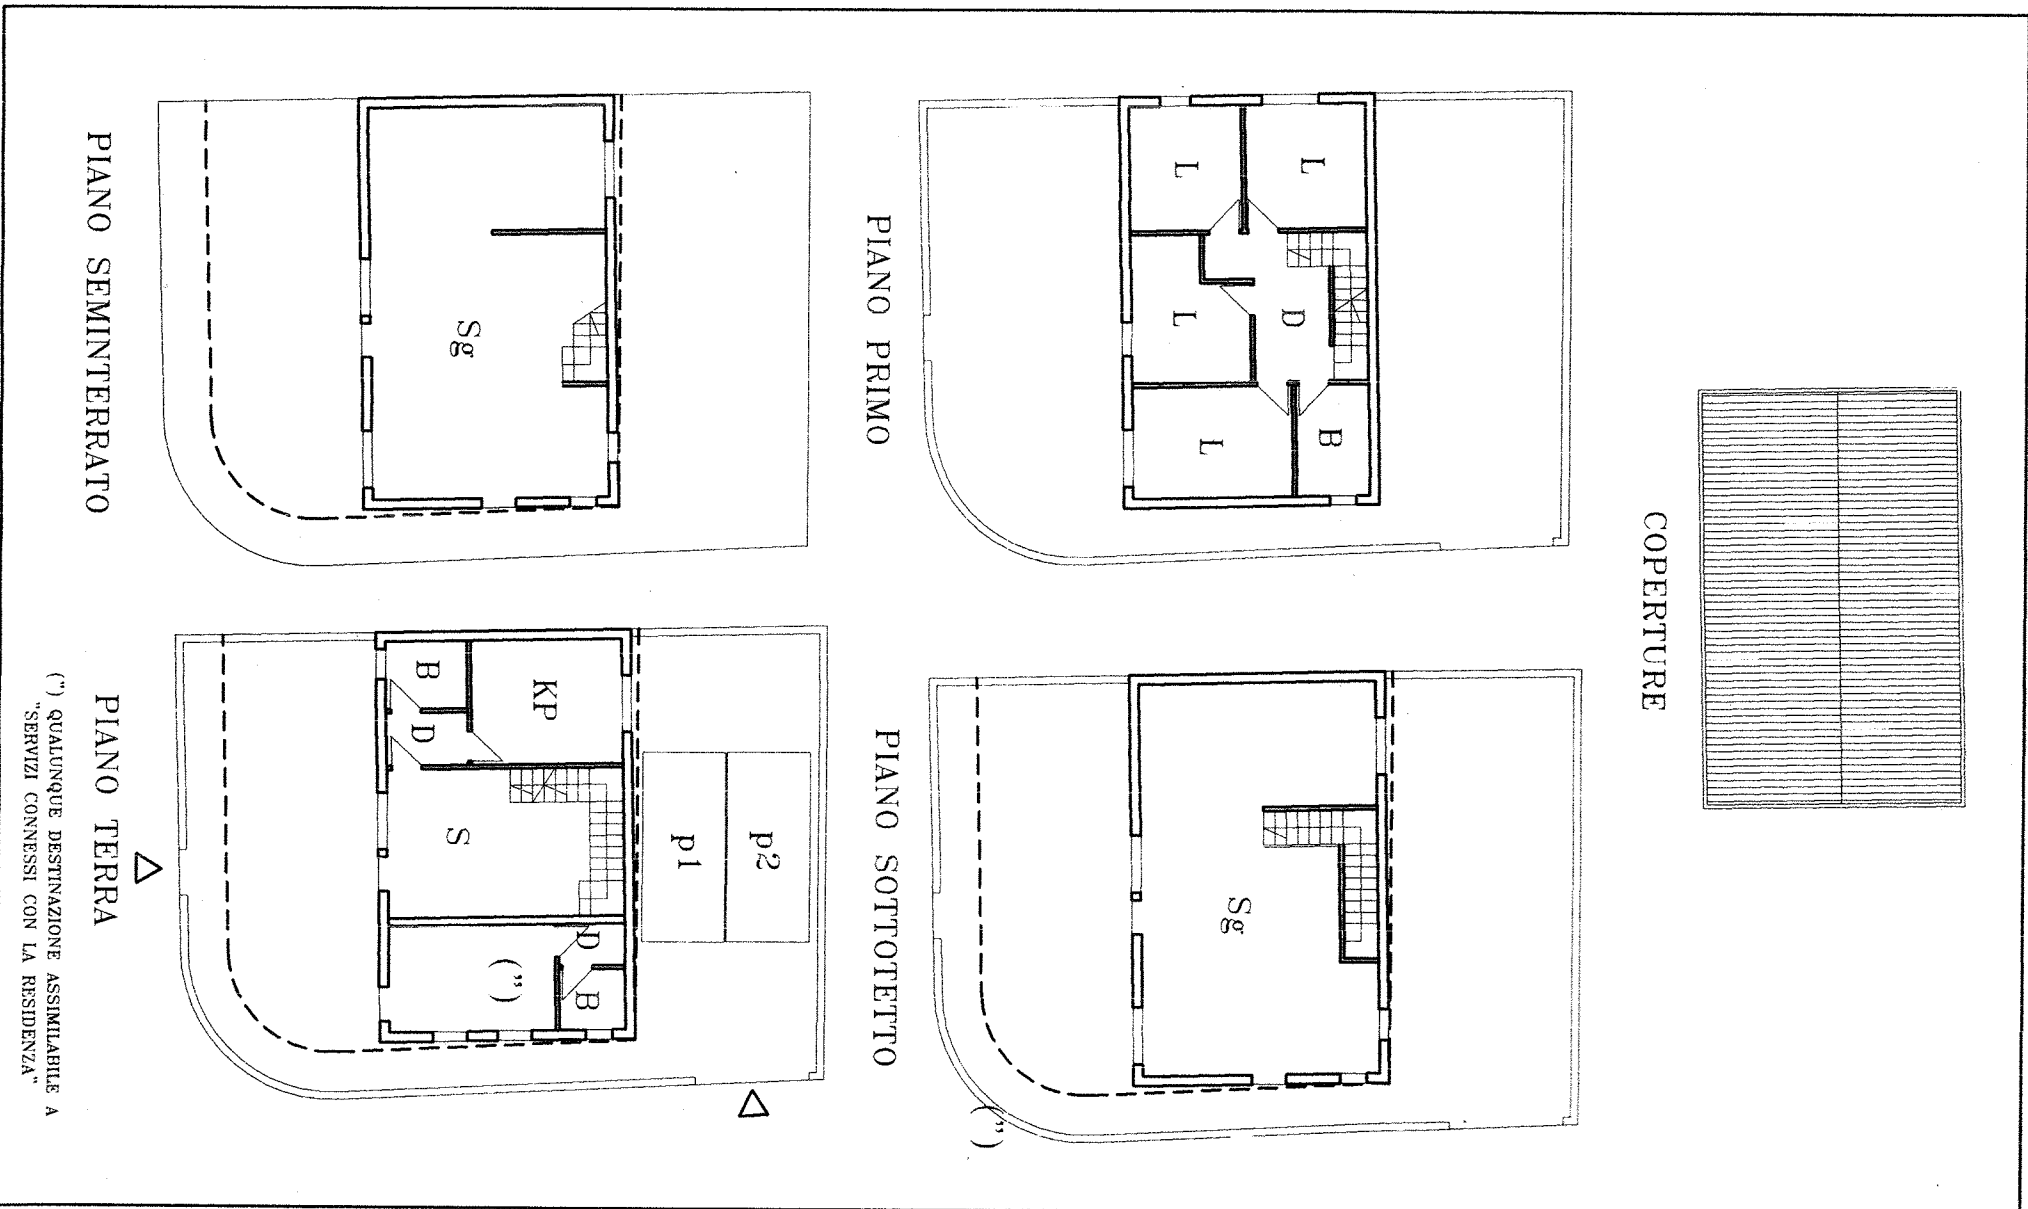 COPERTURE
L
L
D
L
L
B
PIANO PRIMO
Sg
(")
PIANO SOTTOTETTO
Sg
PIANO SEMINTERRATO
p2
p1
KP
B
D
S
D
B
(")
PIANO TERRA
(") QUALUNQUE DESTINAZIONE ASSIMILABILE A
"SERVIZI CONNESSI CON LA RESIDENZA"